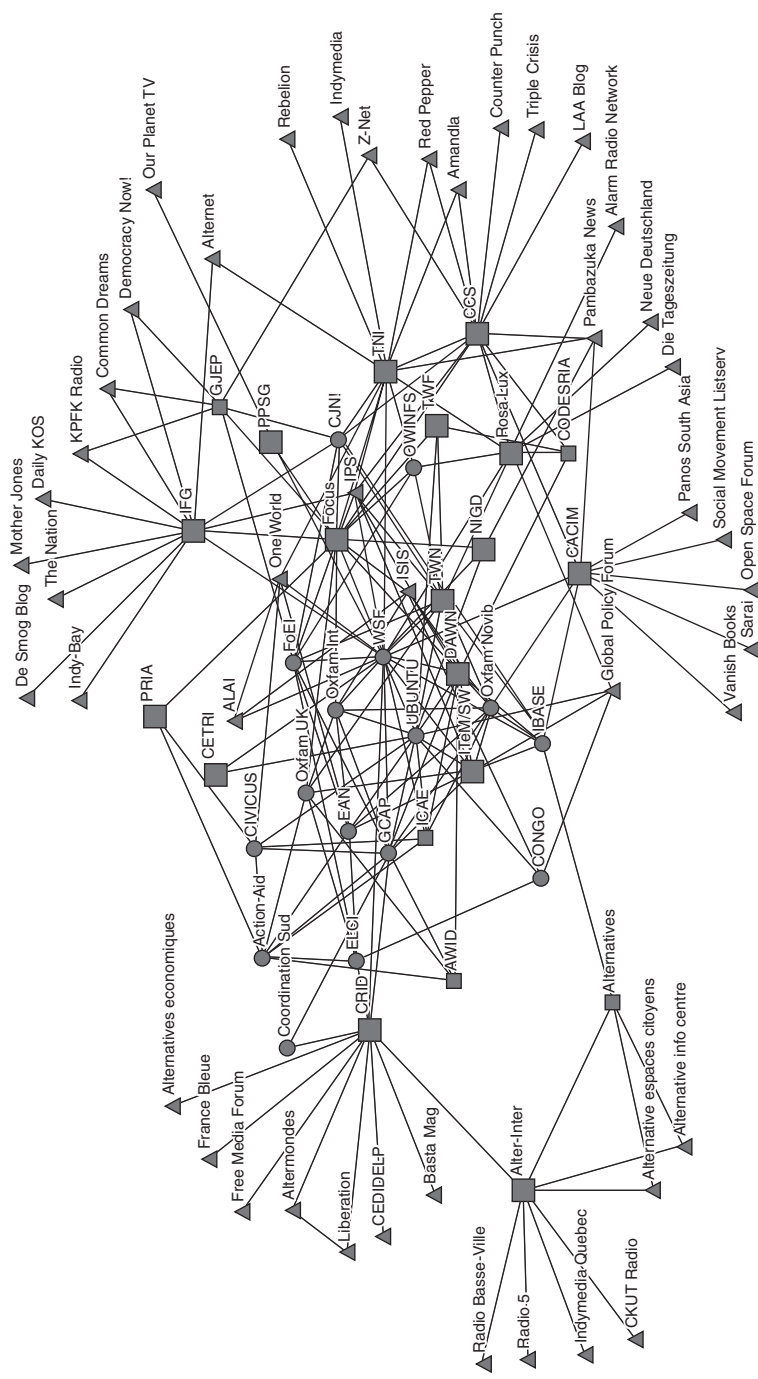 De Smog Blog
Mother Jones
The Nation
Daily KOS
Indy-Bay
KPFK Radio
Common Dreams
Democracy Now!
Our Planet TV
Alternet
IFG
GJEP
PPSG
Rebelion
Indymedia
Z-Net
Red Pepper
Amandla
Counter Punch
Triple Crisis
LAA Blog
Alarm Radio Network
Pambazuka News
Neue Deutschland
Die Tageszeitung
TNI
CCS
CJN!
IPS
OWINFS
TWF
Rosa-Lux
CODESRIA
One World
Focus
ISIS
NIGD
TWN
CACIM
Panos South Asia
Social Movement Listserv
Open Space Forum
Sarai
Vanish Books
Global Policy Forum
PRIA
CETRI
ALAI
FoEI
Oxfam Int.
WSF
DAWN
Oxfam Novib
UBUNTU
ITeM/SW
IBASE
CIVICUS
Oxfam UK
EAN
GCAP
ICAE
CONGO
Action-Aid
Coordination Sud
ELCI
CRID
AWID
Alternatives
Alternatives economiques
France Bleue
Free Media Forum
Altermondes
Liberation
CEDIDELP
Basta Mag
Alter-Inter
Alternative espaces citoyens
Alternative info centre
Radio Basse-Ville
Radio 5
Indymedia-Quebec
CKUT Radio